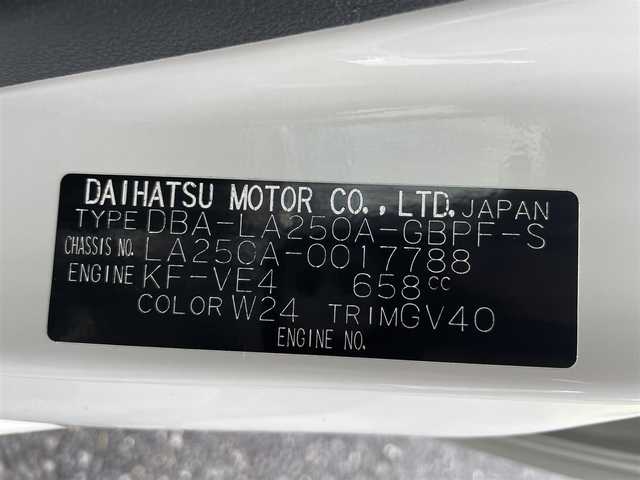 DAIHATSU MOTOR CO., LTD. JAPAN
TYPE DBA-LA250A-GBPF-S
CHASSIS NO. LA250A-0017788
ENGINE KF-VE4 658CC
COLOR W24 TRIM GV40
ENGINE NO.